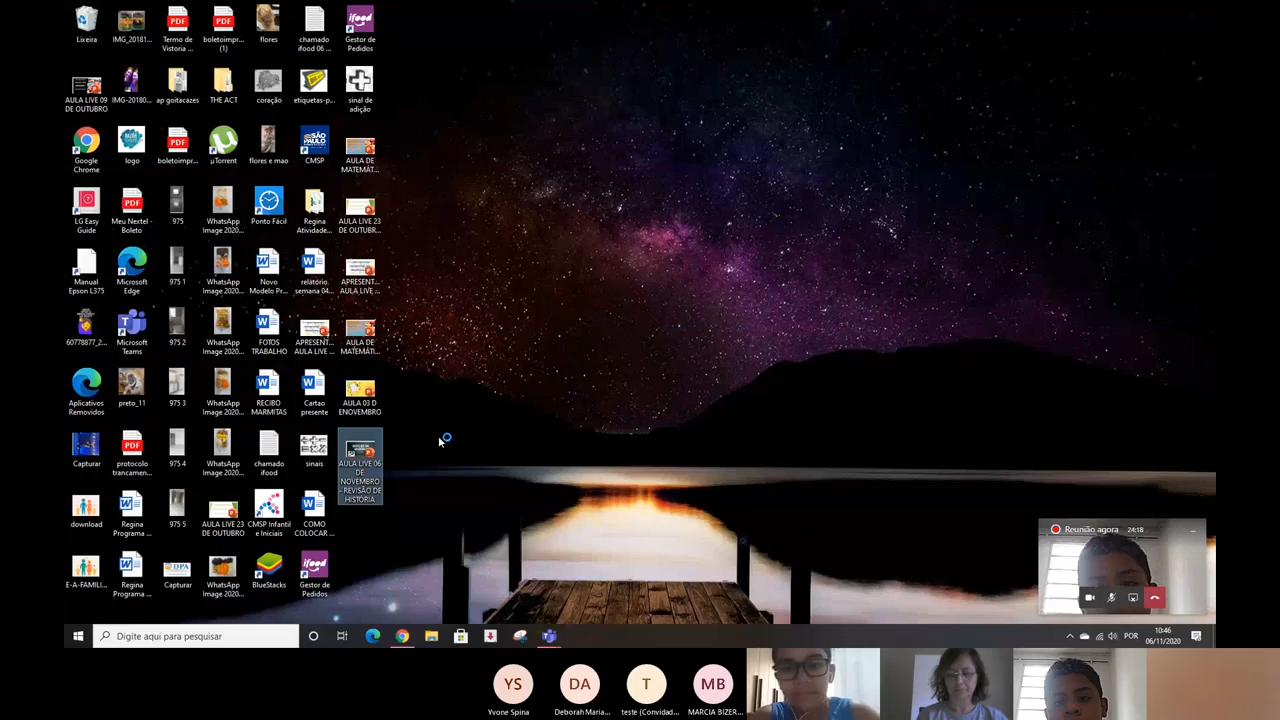 Lixeira
IMG_20181...
Termo de
Vistoria ...
boletoimpr...
(1)
flores
chamado
ifood 06 ...
Gestor de
Pedidos
AULA LIVE 09
DE OUTUBRO
IMG-20180...
ap goitacazes
THE ACT
coração
etiquetas-p...
sinal de
adição
Google
Chrome
logo
boletoimpr...
µTorrent
flores e mao
CMSP
AULA DE
MATEMÁT...
LG Easy
Guide
Meu Nextel -
Boleto
975
WhatsApp
Image 2020...
Ponto Fácil
Regina
Atividade...
AULA LIVE 23
DE OUTUBR...
Manual
Epson L375
Microsoft
Edge
975 1
WhatsApp
Image 2020...
Novo
Modelo Pr...
relatório
semana 04...
APRESENT...
AULA LIVE ...
60778877_2...
Microsoft
Teams
975 2
WhatsApp
Image 2020...
FOTOS
TRABALHO
APRESENT...
AULA LIVE ...
AULA DE
MATEMÁTI...
Aplicativos
Removidos
preto_11
975 3
WhatsApp
Image 2020...
RECIBO
MARMITAS
Cartao
presente
AULA 03 D
ENOVEMBRO
Capturar
protocolo
trancamen...
975 4
WhatsApp
Image 2020...
chamado
ifood
sinais
AULA LIVE 06
DE
NOVEMBRO
- REVISÃO DE
HISTÓRIA
download
Regina
Programa ...
975 5
AULA LIVE 23
DE OUTUBRO
CMSP Infantil
e Iniciais
COMO
COLOCAR ...
E-A-FAMILI...
Regina
Programa ...
Capturar
WhatsApp
Image 2020...
BlueStacks
Gestor de
Pedidos
Reunião agora 24:18
Digite aqui para pesquisar
POR
10:46
06/11/2020
YS
DA
T
MB
Yvone Spina
Deborah Maria...
teste (Convidad...
MARCIA BIZER...